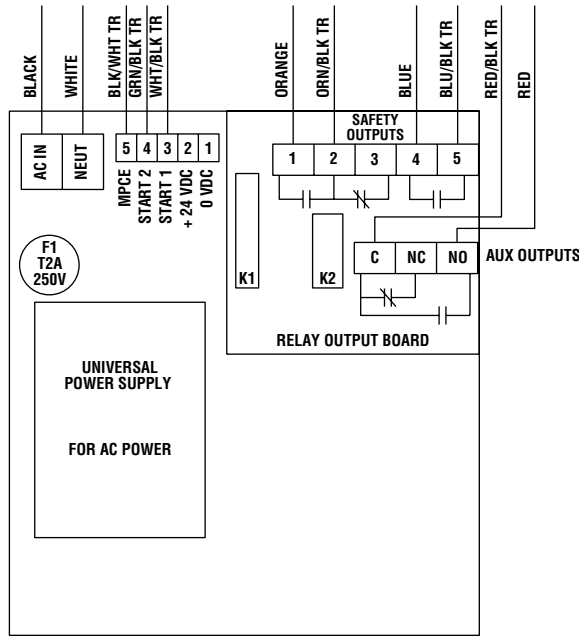 BLACK
WHITE
BLK/WHT TR
GRN/BLK TR
WHT/BLK TR
ORANGE
ORN/BLK TR
BLUE
BLU/BLK TR
RED/BLK TR
RED
AC IN
NEUT
5 4 3 2 1
MPCE
START 2
START 1
+ 24 VDC
0 VDC
SAFETY
OUTPUTS
1 2 3 4 5
K1
K2
C NC NO
AUX OUTPUTS
RELAY OUTPUT BOARD
F1
T2A
250V
UNIVERSAL
POWER SUPPLY
FOR AC POWER